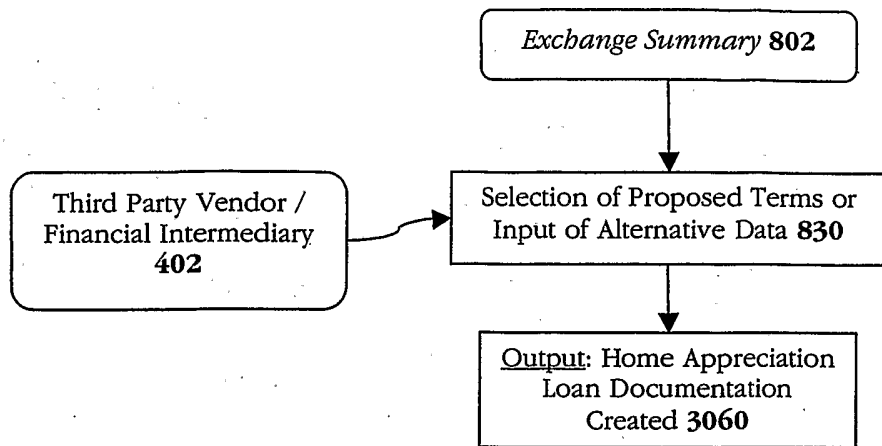 Exchange Summary 802
Third Party Vendor /
Financial Intermediary
402
Selection of Proposed Terms or
Input of Alternative Data 830
Output: Home Appreciation
Loan Documentation
Created 3060